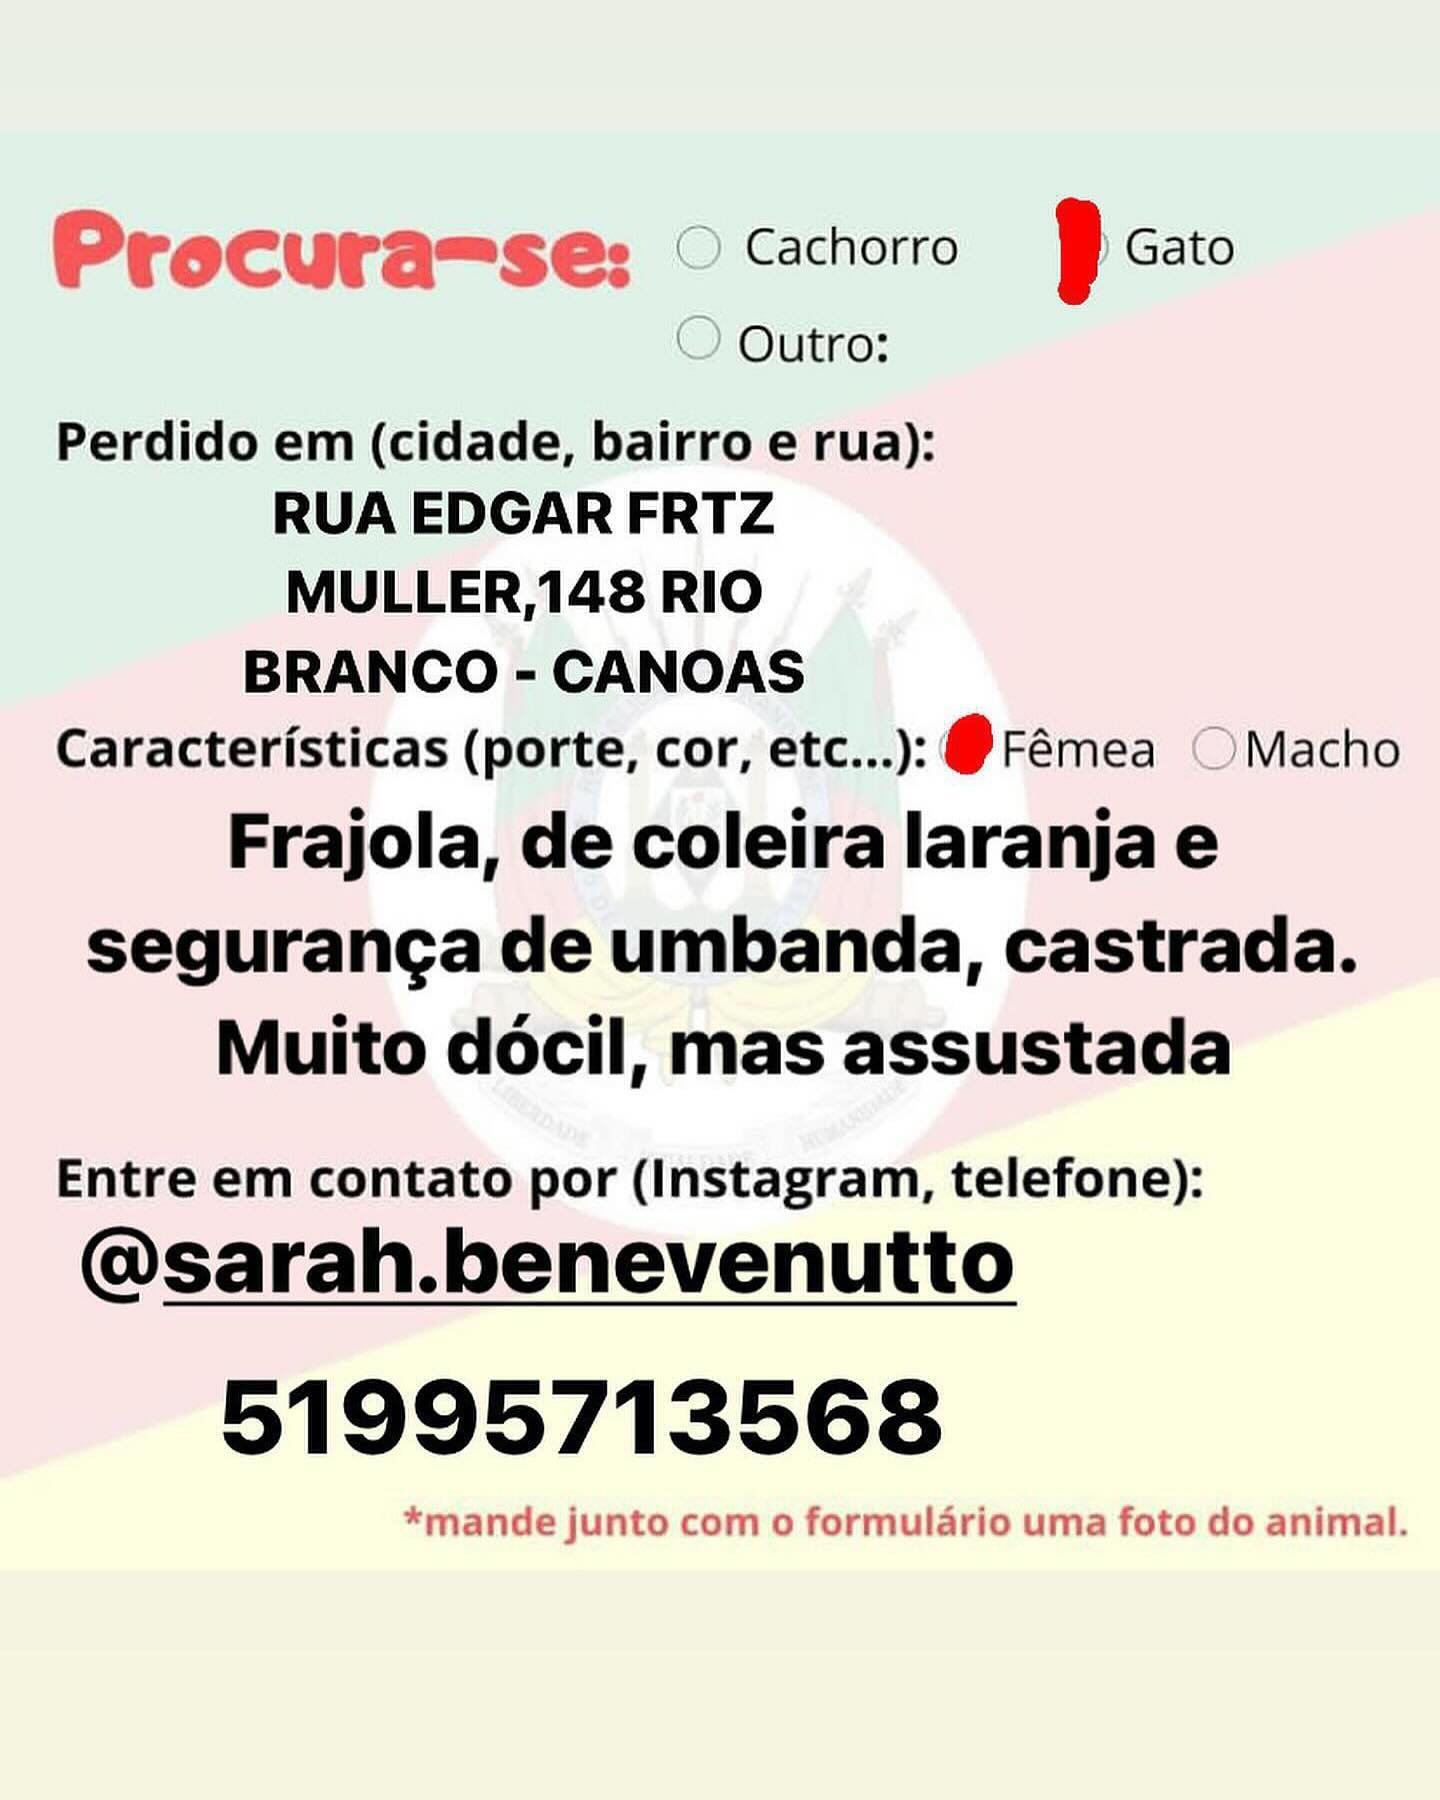 Procura-se: Cachorro Gato
Outro:
Perdido em (cidade, bairro e rua):
RUA EDGAR FRTZ
MULLER,148 RIO
BRANCO - CANOAS
Características (porte, cor, etc...): Fêmea Macho
Frajola, de coleira laranja e
segurança de umbanda, castrada.
Muito dócil, mas assustada
LIBERDADE HUMANIDADE
Entre em contato por (Instagram, telefone):
@sarah.benevenutto
51995713568
*mande junto com o formulário uma foto do animal.